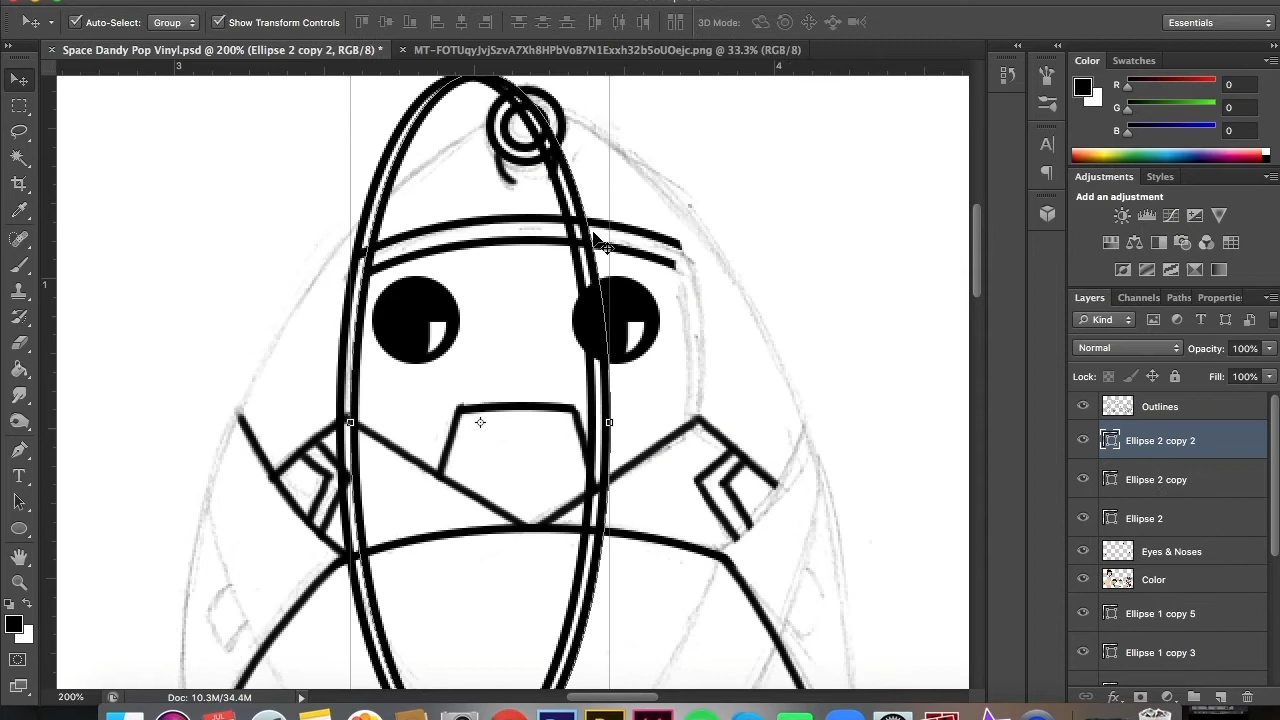 Auto-Select: Group Show Transform Controls 3D Mode: Essentials
Space Dandy Pop Vinyl.psd @ 200% (Ellipse 2 copy 2, RGB/8) * MT-FOTUqyJvjSzvA7Xh8HPbVoB7N1Exxh32b5oUOejc.png @ 33.3% (RGB/8)
3 4
1
Color Swatches
R 0
G 0
B 0
Adjustments Styles
Add an adjustment
Layers Channels Paths Propertie
Kind
Normal Opacity: 100%
Lock: Fill: 100%
Outlines
Ellipse 2 copy 2
Ellipse 2 copy
Ellipse 2
Eyes & Noses
Color
Ellipse 1 copy 5
Ellipse 1 copy 3
200% Doc: 10.3M/34.4M
JUL